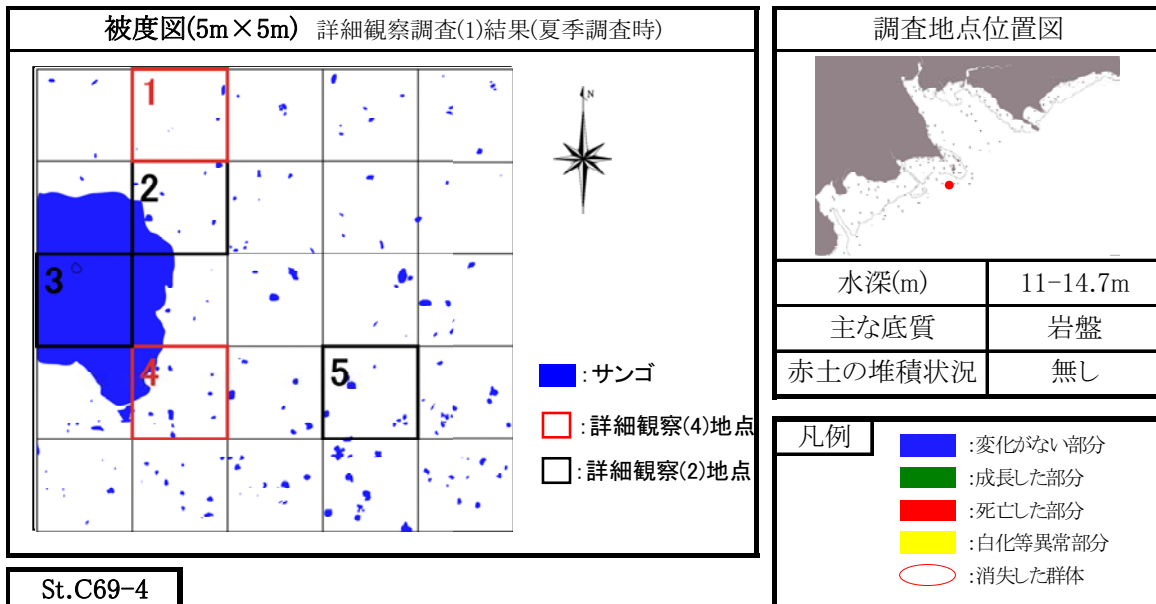 被度図(5m×5m) 詳細観察調査(1)結果(夏季調査時)
1
2
3
4
5
N
:サンゴ
:詳細観察(4)地点
:詳細観察(2)地点
St.C69-4
調査地点位置図
水深(m) 11-14.7m
主な底質 岩盤
赤土の堆積状況 無し
凡例
:変化がない部分
:成長した部分
:死亡した部分
:白化等異常部分
:消失した群体